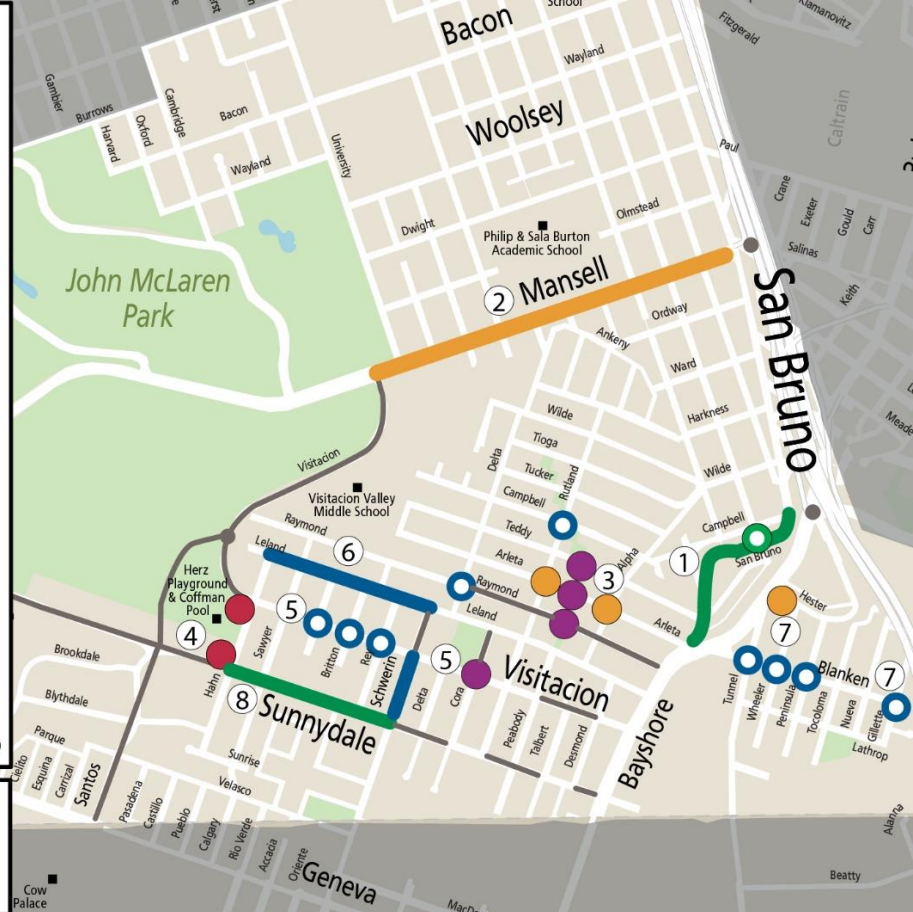 School
Bacon
Klamanovitz
Fitzgerald
Wayland
Gambier
Burrows
Cambridge
Oxford
Harvard
Bacon
Wayland
University
Woolsey
Caltrain
Paul
Crane
Exeter
Gould
Carr
Salinas
Keith
Dwight
Olmstead
Philip & Sala Burton
Academic School
John McLaren
Park
2
Mansell
San Bruno
Ordway
Ankeny
Ward
Harkness
Wilde
Wilde
Tioga
Tucker
Campbell
Teddy
Delta
Rutland
Visitacion
Visitacion Valley
Middle School
Raymond
Leland
6
Arleta
Raymond
Leland
3
Alpha
Campbell
San Bruno
1
Arleta
Hester
7
Herz
Playground
& Coffman
Pool
4
5
Sawyer
Britton
Schwerin
Delta
5
Cora
Visitacion
Hahn
8
Sunnydale
Peabody
Talbert
Desmond
Bayshore
Tunnel
Wheeler
Peninsula
Tocoloma
Blanken
7
Nueva
Gillette
Lathrop
Brookdale
Blythdale
Parque
Cielito
Esquina
Carrizal
Santos
Sunrise
Velasco
Pasadena
Castillo
Pueblo
Calgary
Rio Verde
Accacia
Oriente
Geneva
Cow
Palace
Alanna
Beatty